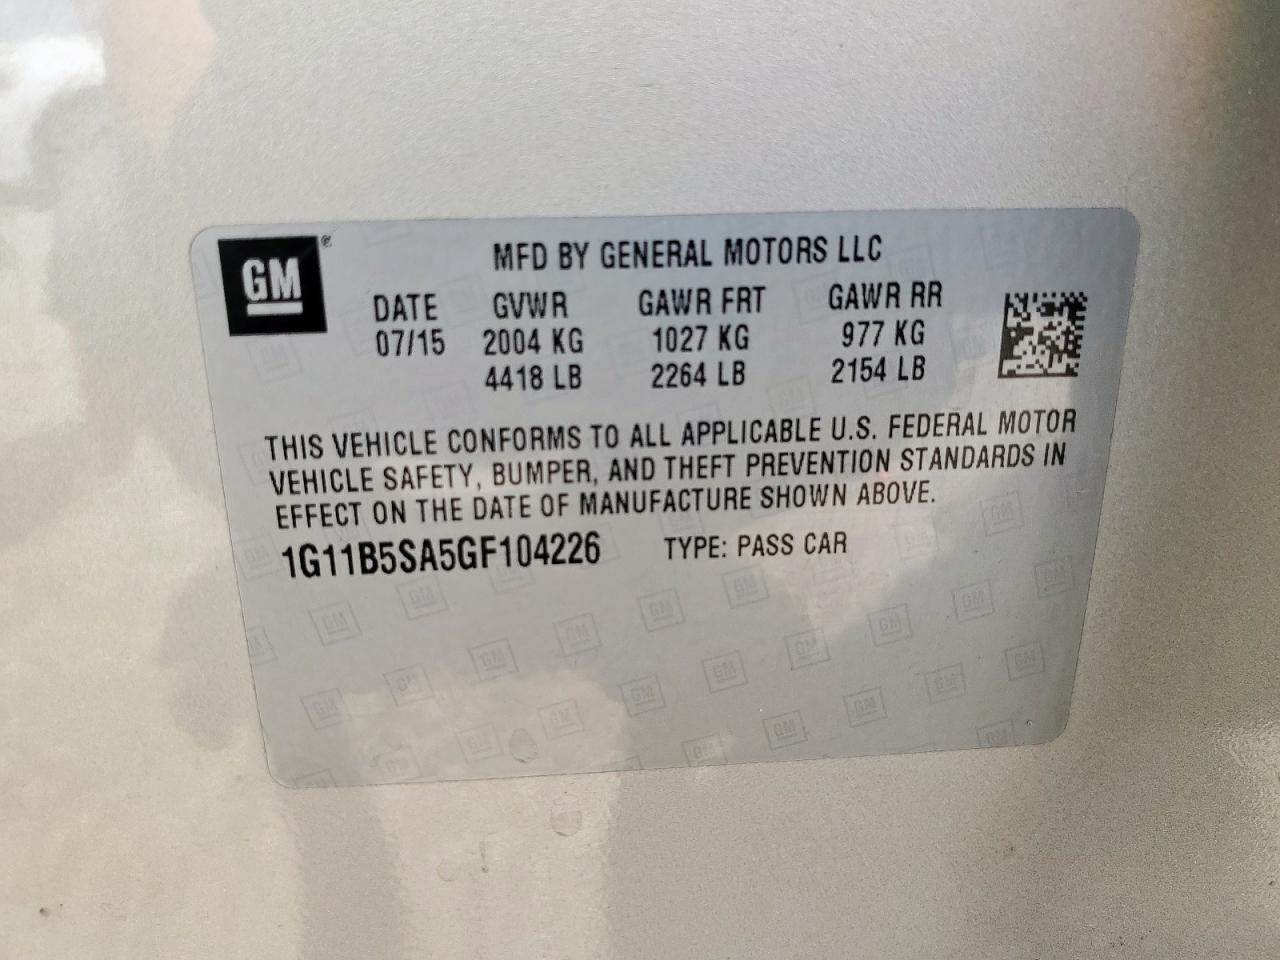 GM ®
MFD BY GENERAL MOTORS LLC
DATE GVWR GAWR FRT GAWR RR
07/15 2004 KG 1027 KG 977 KG
4418 LB 2264 LB 2154 LB
THIS VEHICLE CONFORMS TO ALL APPLICABLE U.S. FEDERAL MOTOR
VEHICLE SAFETY, BUMPER, AND THEFT PREVENTION STANDARDS IN
EFFECT ON THE DATE OF MANUFACTURE SHOWN ABOVE.
1G11B5SA5GF104226 TYPE: PASS CAR